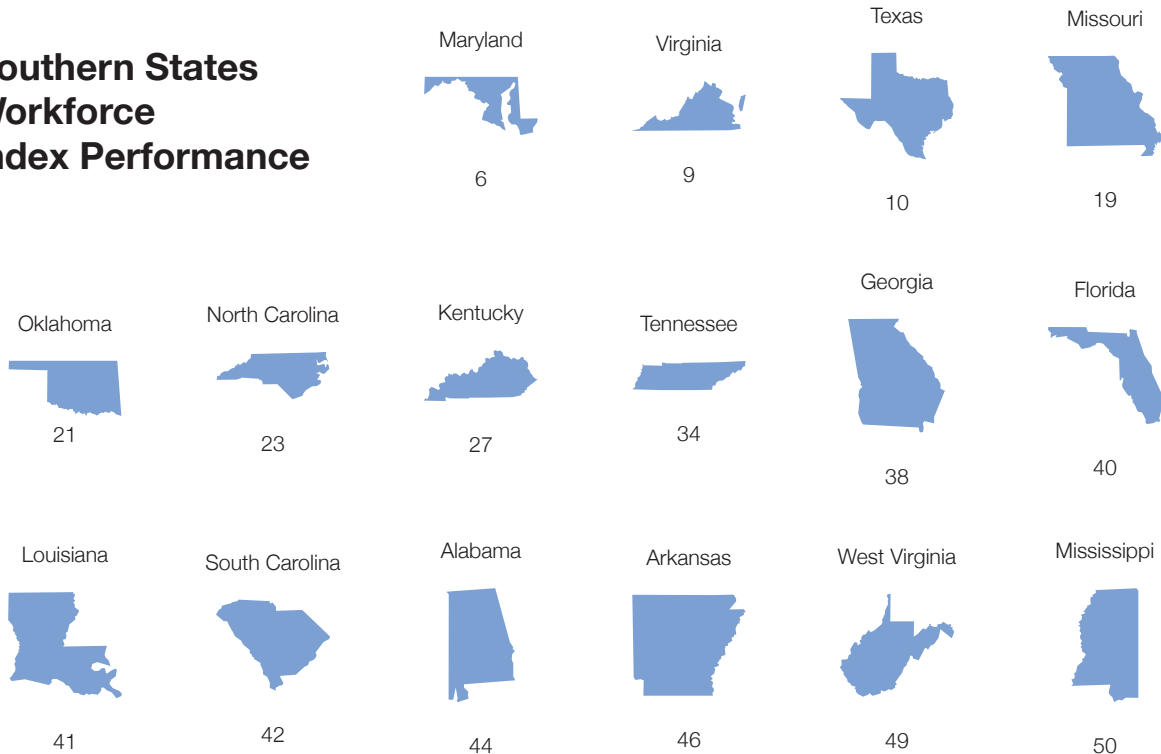 outhern States
Workforce
ndex Performance
Maryland
Virginia
Texas
Missouri
6
9
10
19
Oklahoma
North Carolina
Kentucky
Tennessee
Georgia
Florida
21
23
27
34
38
40
Louisiana
South Carolina
Alabama
Arkansas
West Virginia
Mississippi
41
42
44
46
49
50